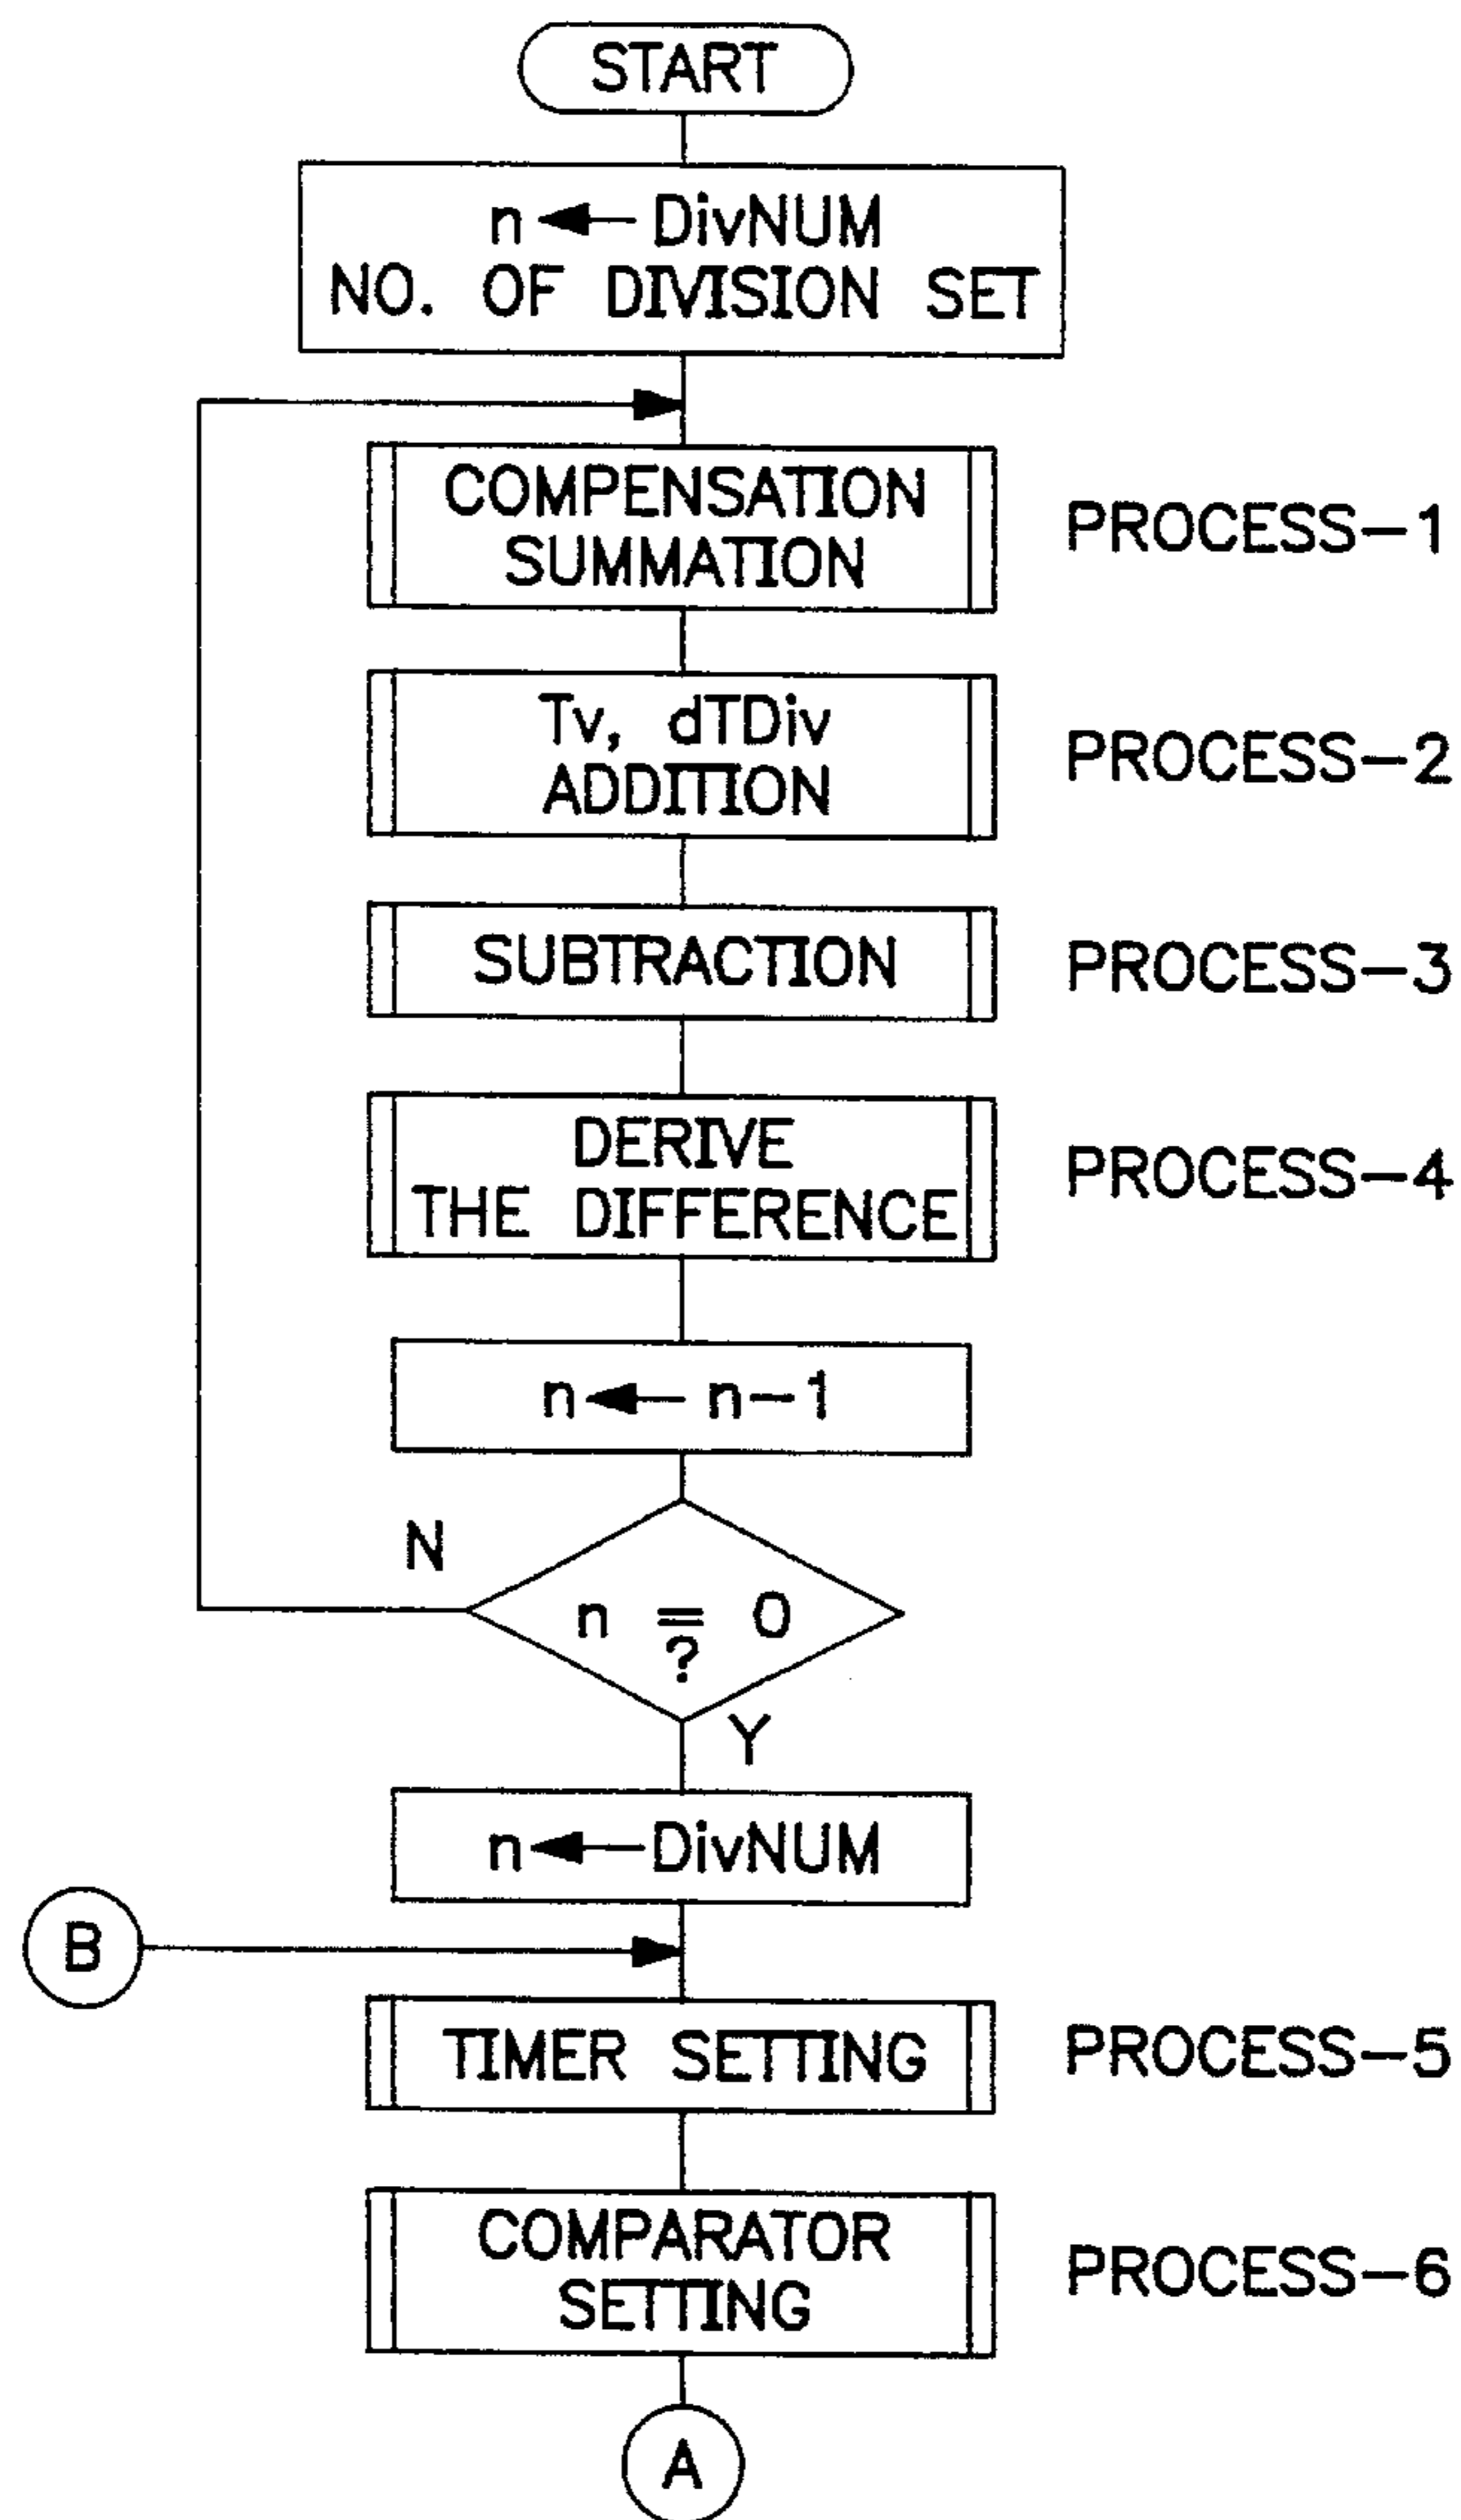 START
n ← DivNUM
NO. OF DIVISION SET
COMPENSATION
SUMMATION
PROCESS-1
Tv, dTDiv
ADDITION
PROCESS-2
SUBTRACTION
PROCESS-3
DERIVE
THE DIFFERENCE
PROCESS-4
n ← n-1
N
n = 0
?
Y
n ← DivNUM
B
TIMER SETTING
PROCESS-5
COMPARATOR
SETTING
PROCESS-6
A